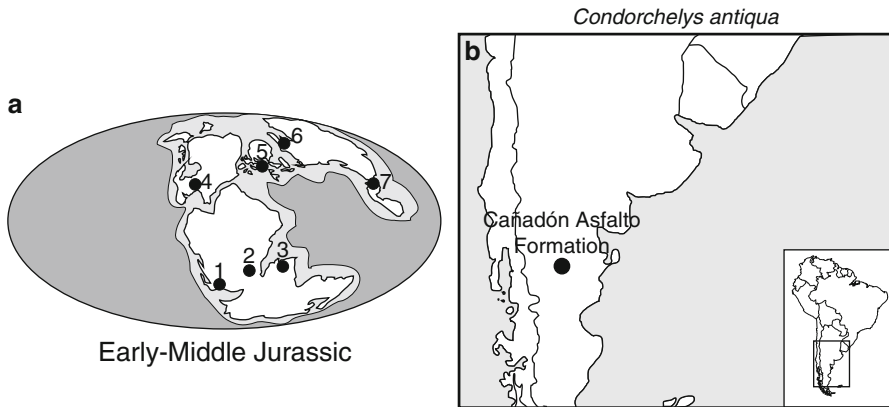 Condorchelys antiqua
a
6
5
4
7
2
3
1
Early-Middle Jurassic
b
Cañadón Asfalto
Formation